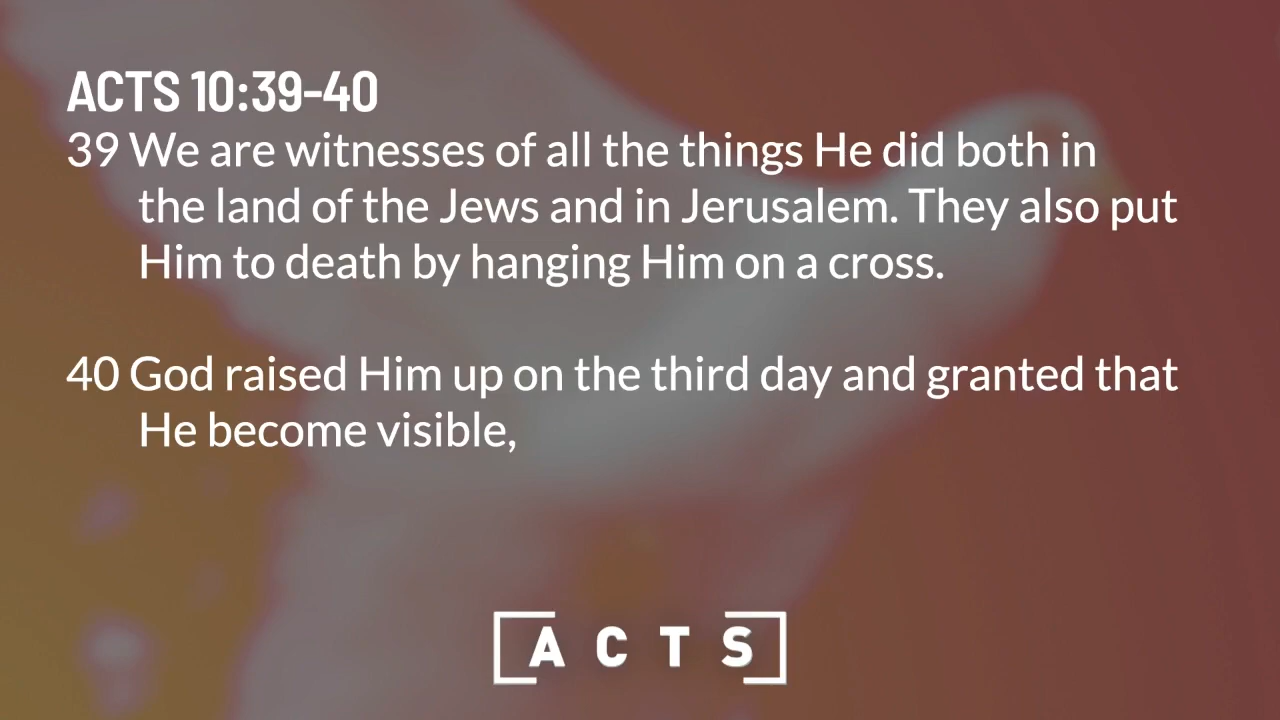 ACTS 10:39-40
39 We are witnesses of all the things He did both in
the land of the Jews and in Jerusalem. They also put
Him to death by hanging Him on a cross.
40 God raised Him up on the third day and granted that
He become visible,
ACTS